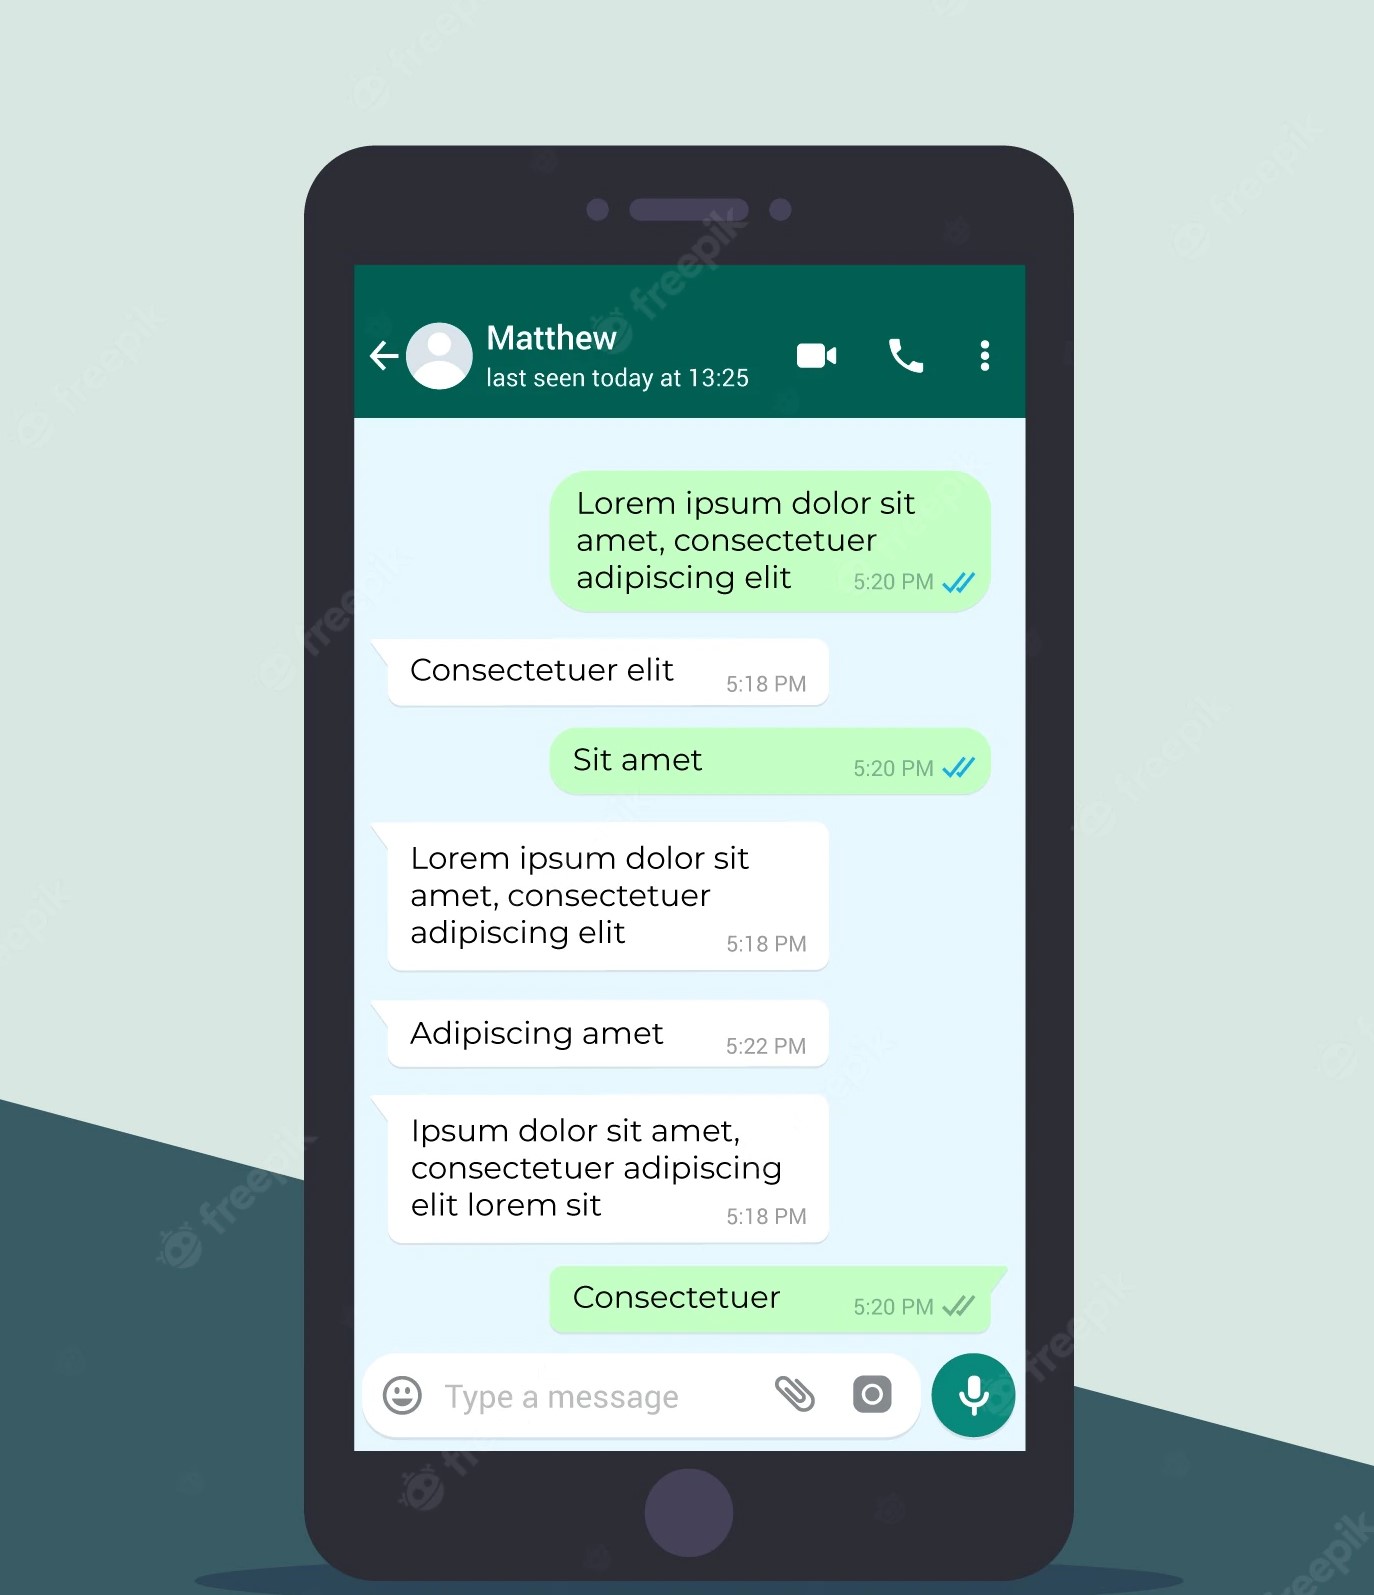 Matthew
last seen today at 13:25
Lorem ipsum dolor sit
amet, consectetuer
adipiscing elit
5:20 PM
Consectetuer elit
5:18 PM
Sit amet
5:20 PM
Lorem ipsum dolor sit
amet, consectetuer
adipiscing elit
5:18 PM
Adipiscing amet
5:22 PM
Ipsum dolor sit amet,
consectetuer adipiscing
elit lorem sit
5:18 PM
Consectetuer
5:20 PM
Type a message
freepik